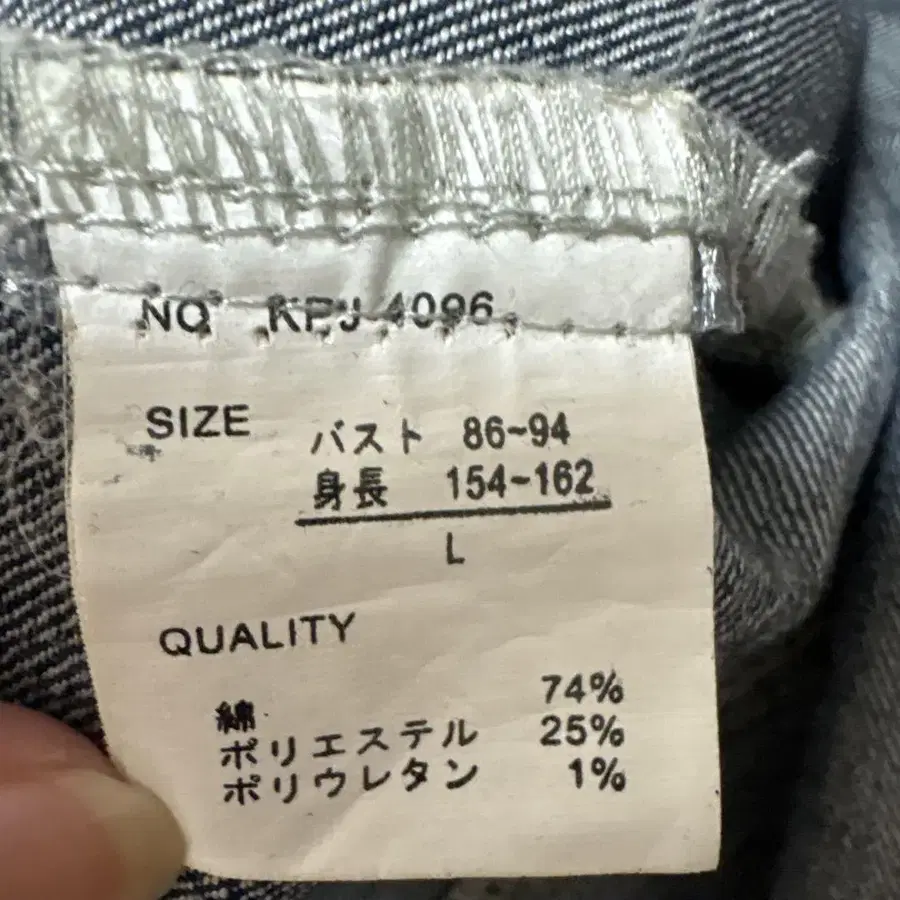 NO KPJ-4096
SIZE
バスト 86~94
身長 154~162
L
QUALITY
綿 74%
ポリエステル 25%
ポリウレタン 1%